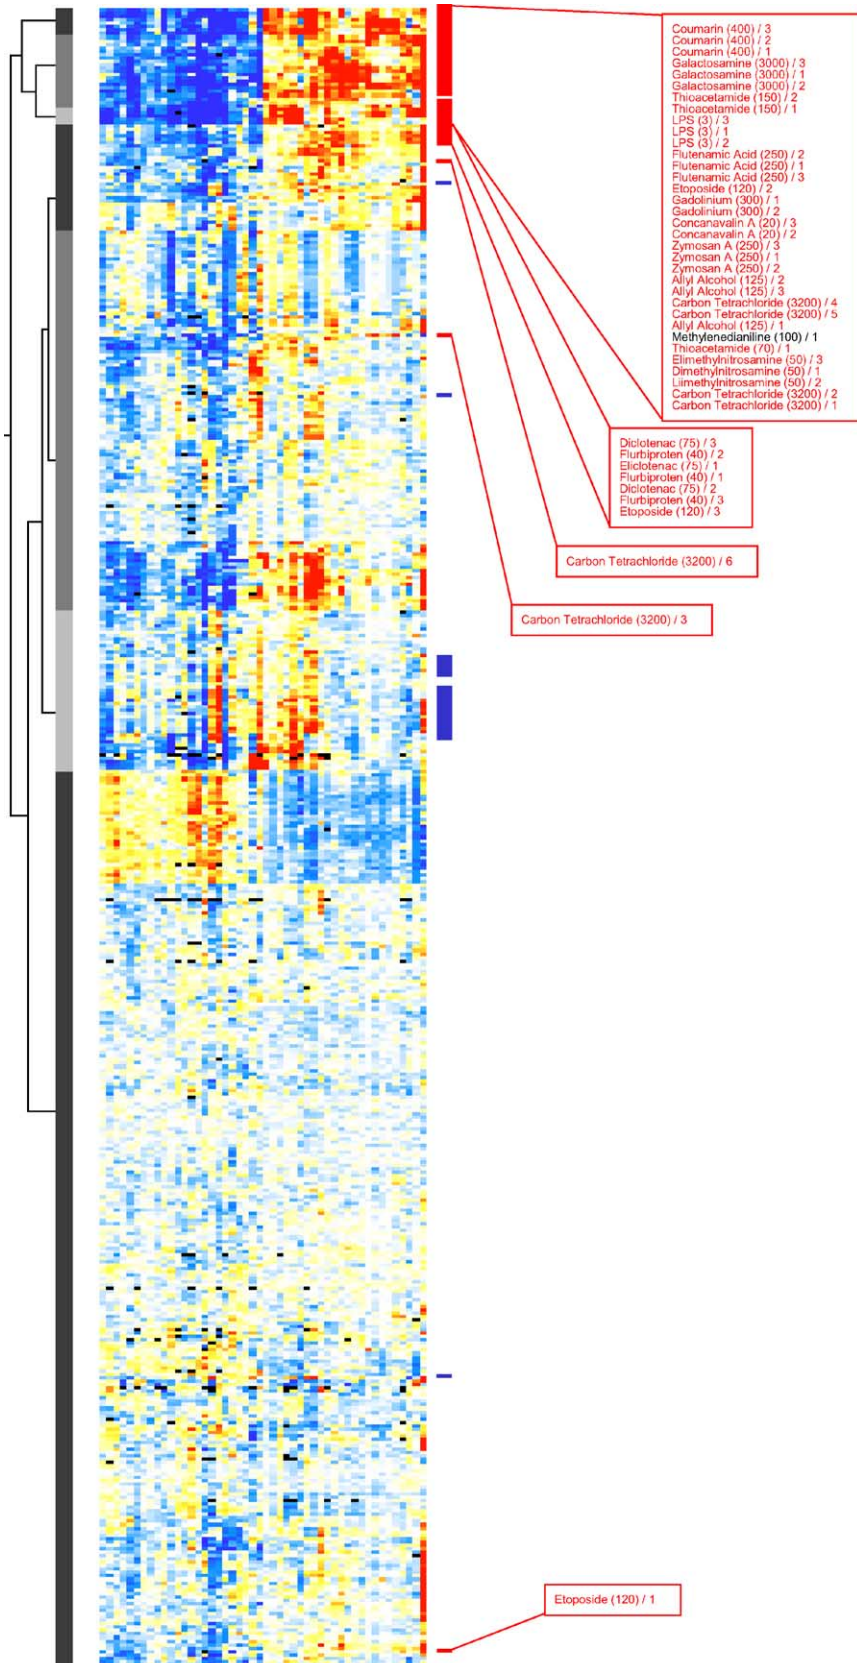 Coumarin (400) / 3
Coumarin (400) / 2
Coumarin (400) / 1
Galactosamine (3000) / 3
Galactosamine (3000) / 1
Galactosamine (3000) / 2
Thioacetamide (150) / 2
Thioacetamide (150) / 1
LPS (3) / 3
LPS (3) / 1
LPS (3) / 2
Flutenamic Acid (250) / 2
Flutenamic Acid (250) / 1
Flutenamic Acid (250) / 3
Etoposide (120) / 2
Gadolinium (300) / 1
Gadolinium (300) / 2
Concanavalin A (20) / 3
Concanavalin A (20) / 2
Zymosan A (250) / 3
Zymosan A (250) / 1
Zymosan A (250) / 2
Allyl Alcohol (125) / 2
Allyl Alcohol (125) / 3
Carbon Tetrachloride (3200) / 4
Carbon Tetrachloride (3200) / 5
Allyl Alcohol (125) / 1
Methylenedianiline (100) / 1
Thioacetamide (70) / 1
Elimethylnitrosamine (50) / 3
Dimethylnitrosamine (50) / 1
Liimethylnitrosamine (50) / 2
Carbon Tetrachloride (3200) / 2
Carbon Tetrachloride (3200) / 1
Diclotenac (75) / 3
Flurbiproten (40) / 2
Eliclotenac (75) / 1
Flurbiproten (40) / 1
Diclotenac (75) / 2
Flurbiproten (40) / 3
Etoposide (120) / 3
Carbon Tetrachloride (3200) / 6
Carbon Tetrachloride (3200) / 3
Etoposide (120) / 1